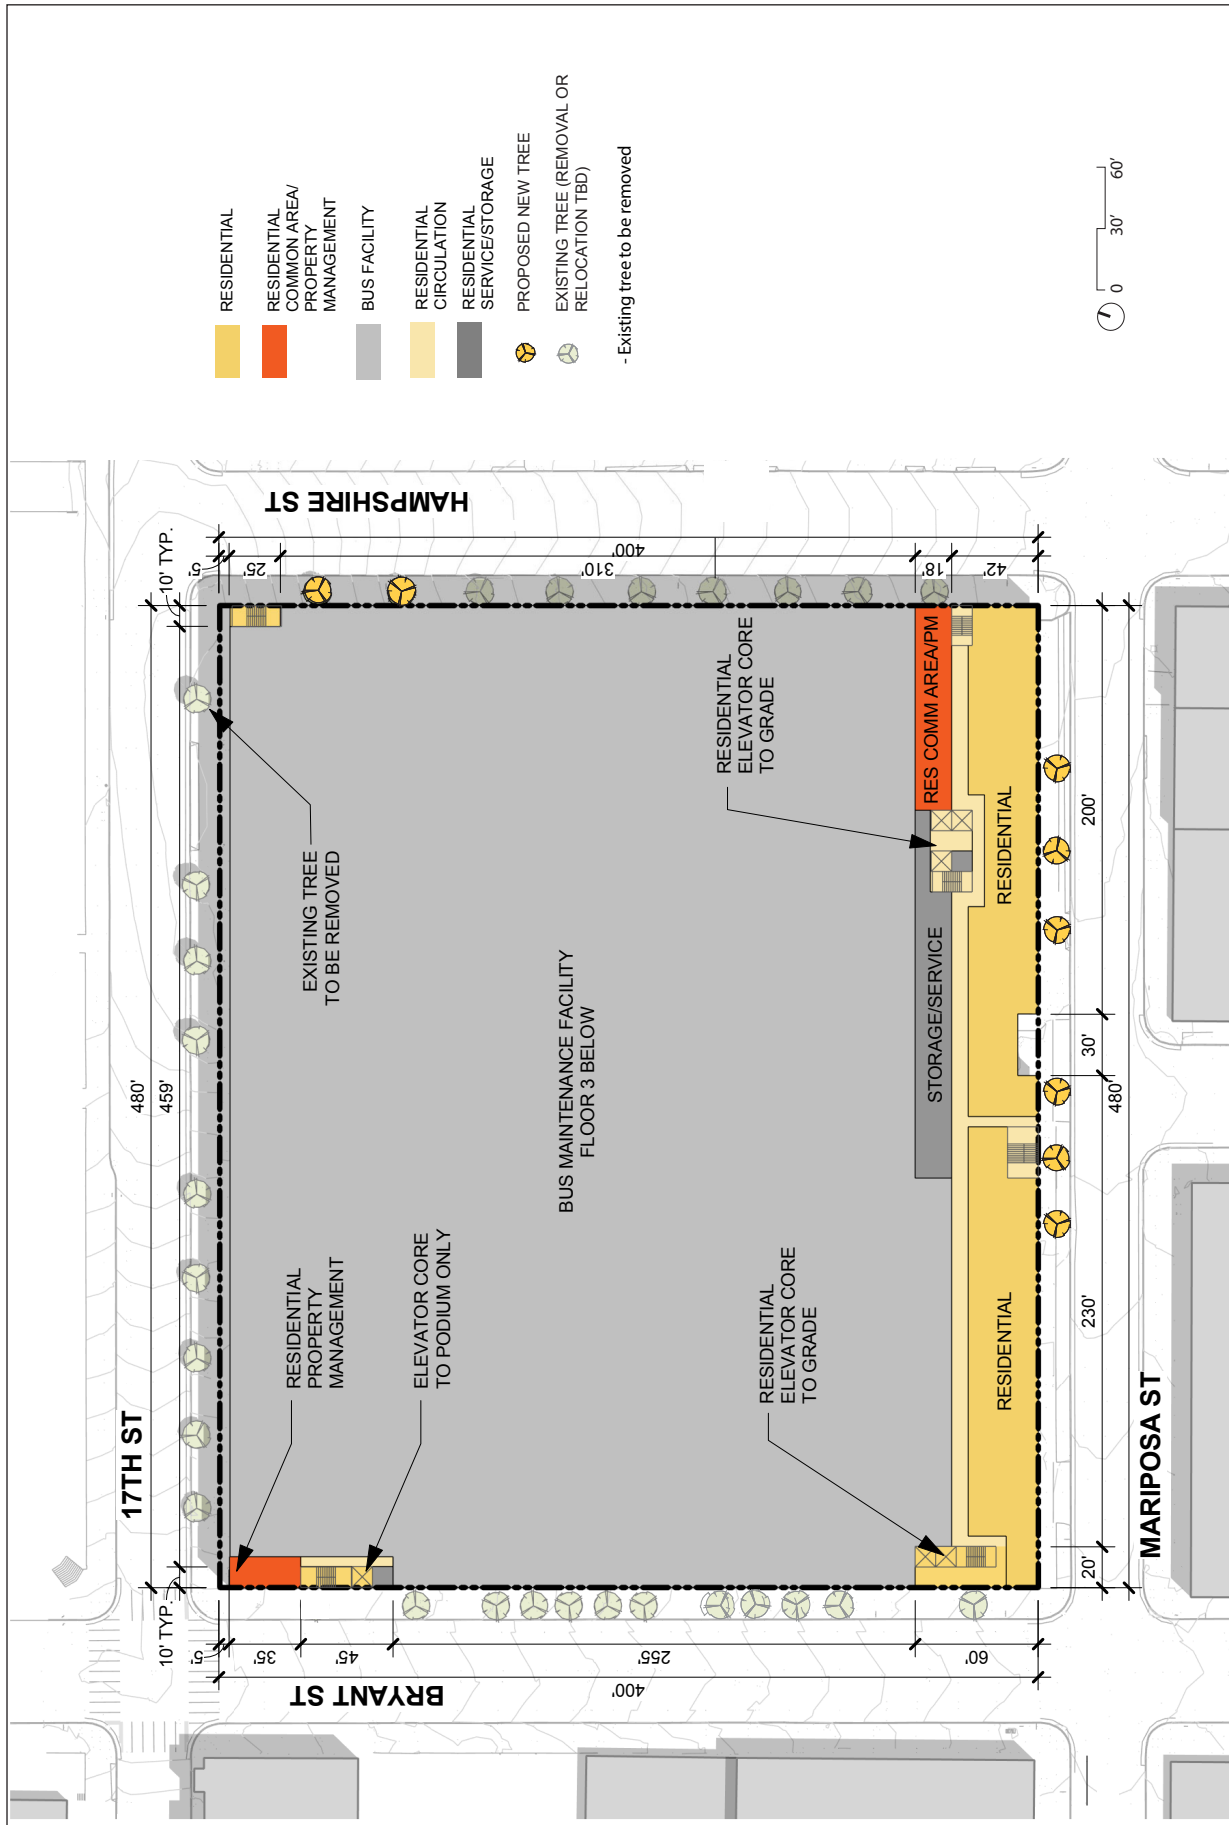 17TH ST
480'
459'
10' TYP.
10' TYP.
BRYANT ST
5'
35'
45'
255'
60'
400'
HAMPSHIRE ST
5'
25'
310'
18'
42'
400'
RESIDENTIAL
PROPERTY
MANAGEMENT
ELEVATOR CORE
TO PODIUM ONLY
EXISTING TREE
TO BE REMOVED
BUS MAINTENANCE FACILITY
FLOOR 3 BELOW
RESIDENTIAL
ELEVATOR CORE
TO GRADE
RESIDENTIAL
ELEVATOR CORE
TO GRADE
STORAGE/SERVICE
RES COMM AREA/PM
RESIDENTIAL
RESIDENTIAL
20'
230'
30'
200'
480'
MARIPOSA ST
RESIDENTIAL
RESIDENTIAL
COMMON AREA/
PROPERTY
MANAGEMENT
BUS FACILITY
RESIDENTIAL
CIRCULATION
RESIDENTIAL
SERVICE/STORAGE
PROPOSED NEW TREE
EXISTING TREE (REMOVAL OR
RELOCATION TBD)
- Existing tree to be removed
0 30' 60'